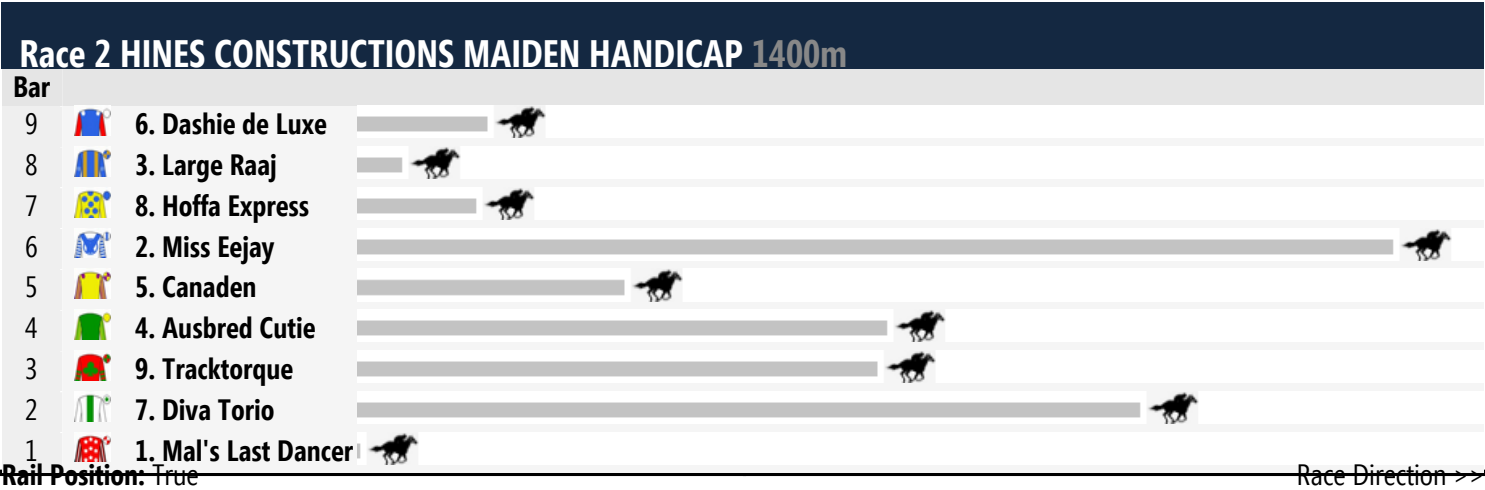 Race 2 HINES CONSTRUCTIONS MAIDEN HANDICAP 1400m
Bar
9 6. Dashie de Luxe
8 3. Large Raaj
7 8. Hoffa Express
6 2. Miss Eejay
5 5. Canaden
4 4. Ausbred Cutie
3 9. Tracktorque
2 7. Diva Torio
1 1. Mal's Last Dancer
Rail Position: True Race Direction >>